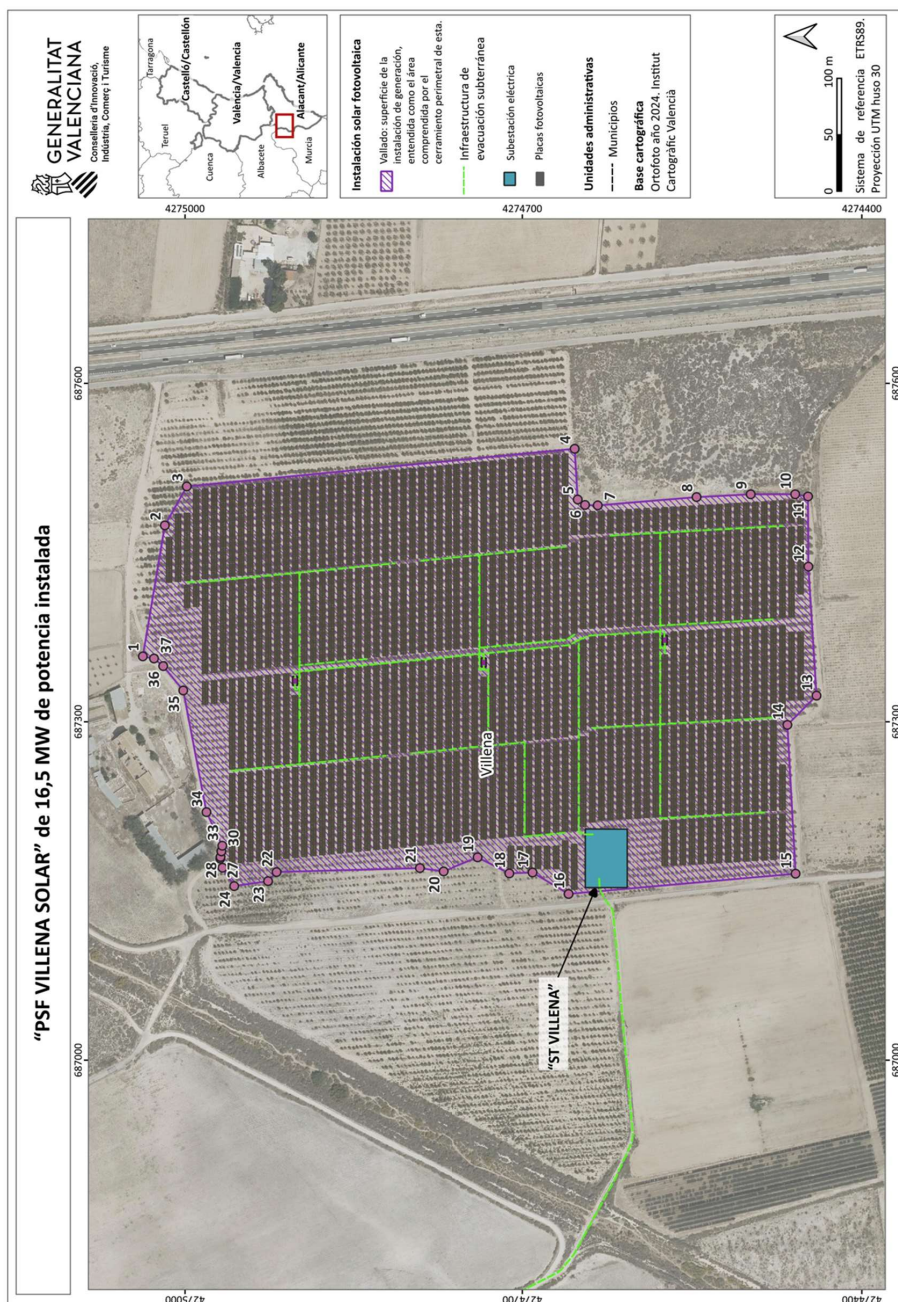 “PSF VILLENA SOLAR” de 16,5 MW de potencia instalada
GENERALITAT
VALENCIANA
Conselleria d'Innovació,
Indústria, Comerç i Turisme
Tarragona
Castelló/Castellón
Teruel
Cuenca
València/Valencia
Albacete
Alacant/Alicante
Murcia
Instalación solar fotovoltaica
Vallado: superficie de la
instalación de generación,
entendida como el área
comprendida por el
cerramiento perimetral de esta.
Infraestructura de
evacuación subterránea
Subestación eléctrica
Placas fotovoltaicas
Unidades administrativas
Municipios
Base cartográfica
Ortofoto año 2024. Institut
Cartogràfic Valencià
0 50 100 m
Sistema de referencia ETRS89.
Proyección UTM huso 30
687000
687300
687600
4275000
4274700
4274400
4275000
4274700
4274400
687000
687300
687600
1
2
3
4
5
6
7
8
9
10
11
12
13
14
15
16
17
18
19
20
21
22
23
24
27
28
30
33
34
35
36
37
Villena
“ST VILLENA”